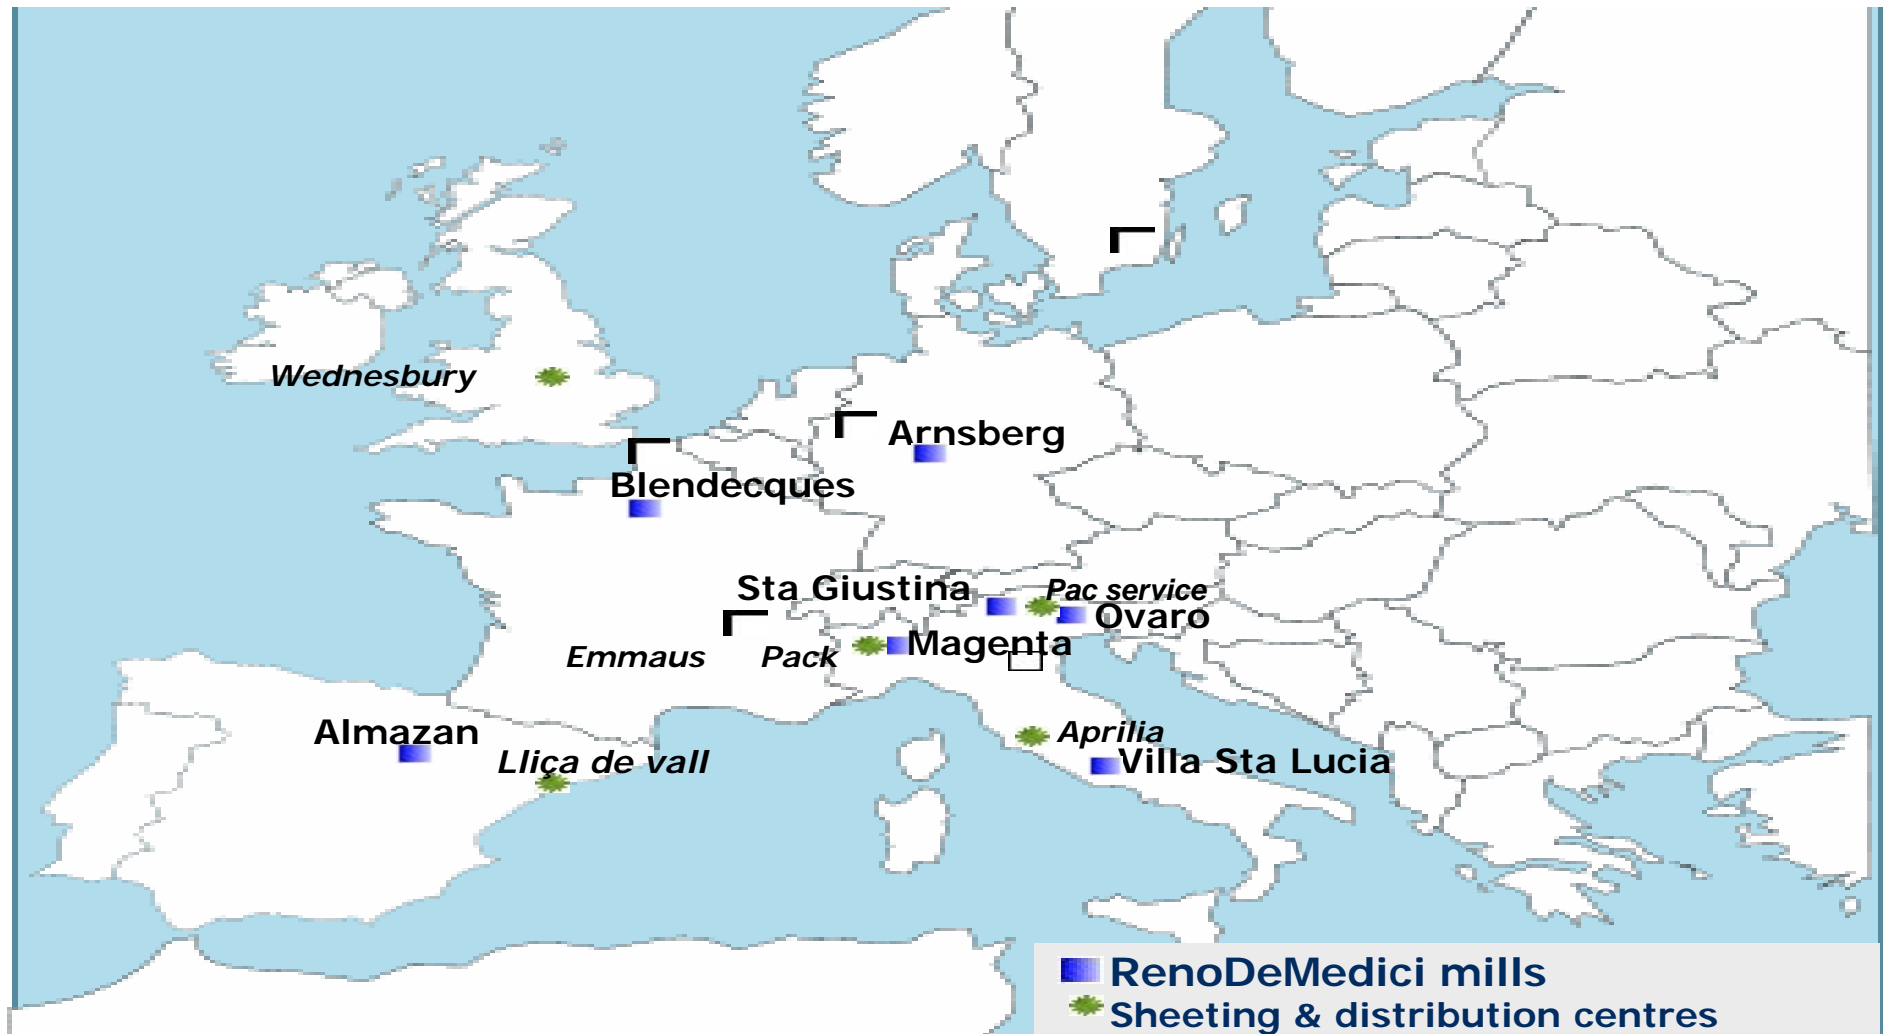 Wednesbury
Arnsberg
Blendecques
Sta Giustina
Pac service
Ovaro
Magenta
Emmaus Pack
Almazan
Lliça de vall
Aprilia
Villa Sta Lucia
RenoDeMedici mills
Sheeting & distribution centres